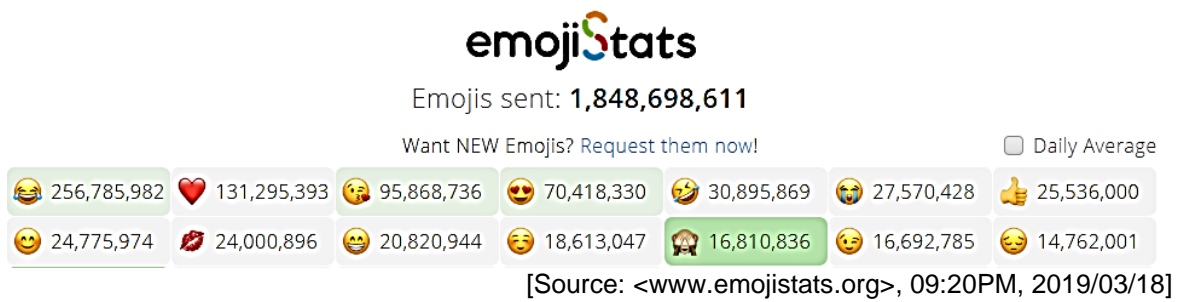 emojiStats
Emojis sent: 1,848,698,611
Want NEW Emojis? Request them now!
Daily Average
256,785,982 131,295,393 95,868,736 70,418,330 30,895,869 27,570,428 25,536,000
24,775,974 24,000,896 20,820,944 18,613,047 16,810,836 16,692,785 14,762,001
[Source: <www.emojistats.org>, 09:20PM, 2019/03/18]